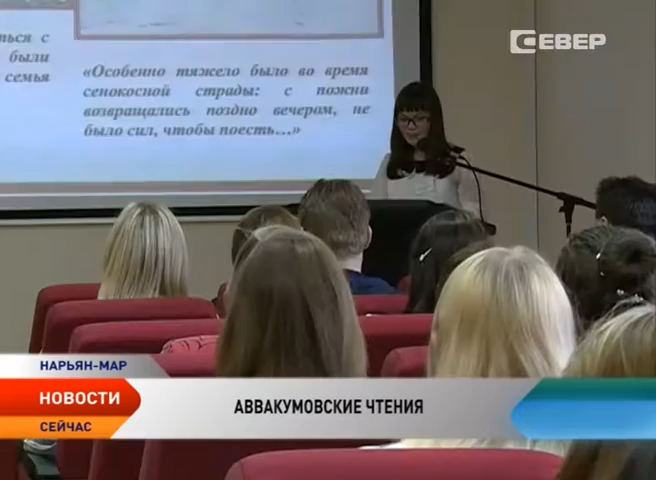 СЕВЕР
ться с
были
семья
«Особенно тяжело было во время
сенокосной страды: с пожни
возвращались поздно вечером, не
было сил, чтобы поесть…»
НАРЬЯН-МАР
НОВОСТИ
СЕЙЧАС
АВВАКУМОВСКИЕ ЧТЕНИЯ